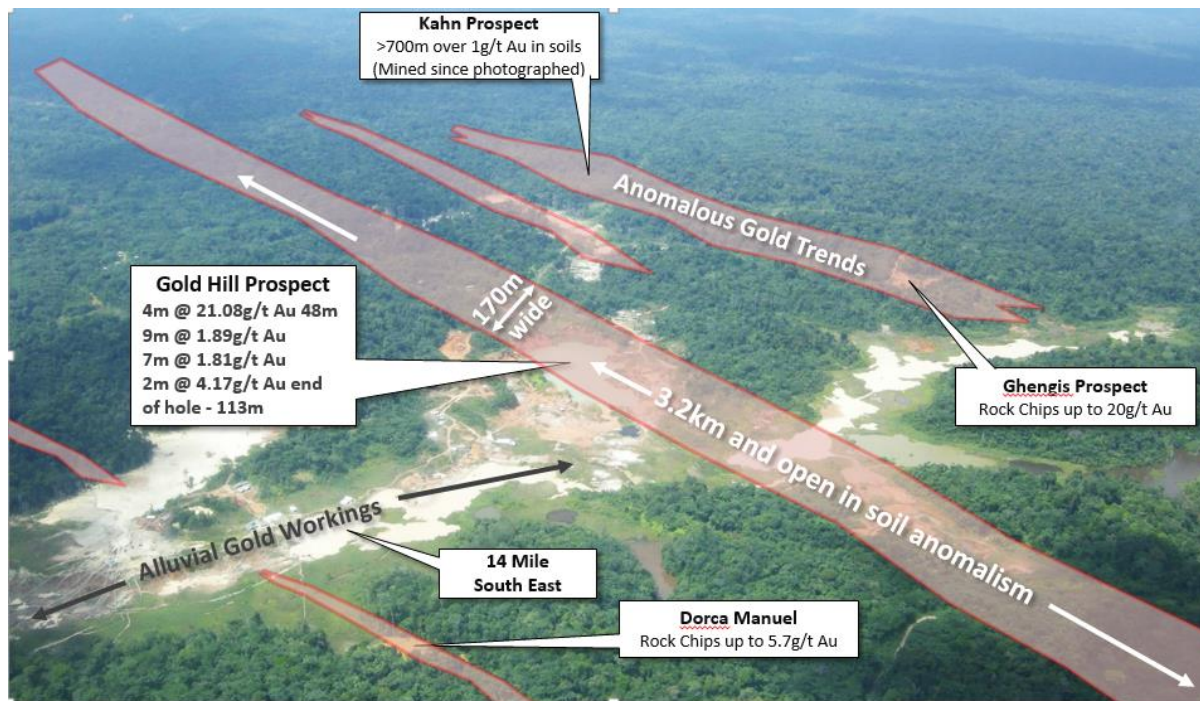 Kahn Prospect
>700m over 1g/t Au in soils
(Mined since photographed)
Anomalous Gold Trends
Gold Hill Prospect
4m @ 21.08g/t Au 48m
9m @ 1.89g/t Au
7m @ 1.81g/t Au
2m @ 4.17g/t Au end
of hole - 113m
170m
wide
3.2km and open in soil anomalism
Ghengis Prospect
Rock Chips up to 20g/t Au
Alluvial Gold Workings
14 Mile
South East
Dorca Manuel
Rock Chips up to 5.7g/t Au